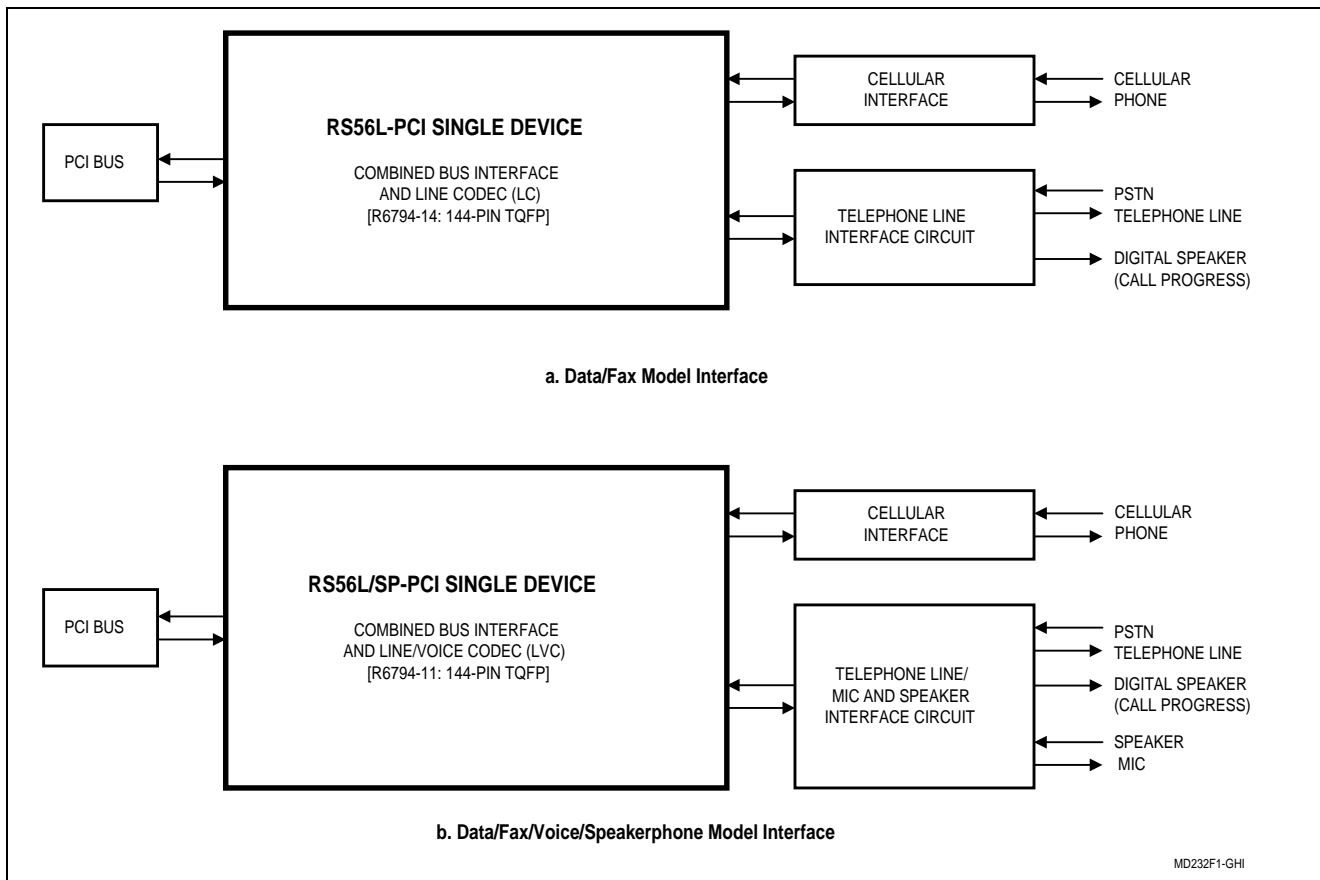 CELLULAR
INTERFACE
CELLULAR
PHONE
RS56L-PCI SINGLE DEVICE
PCI BUS
COMBINED BUS INTERFACE
AND LINE CODEC (LC)
[R6794-14: 144-PIN TQFP]
TELEPHONE LINE
INTERFACE CIRCUIT
PSTN
TELEPHONE LINE
DIGITAL SPEAKER
(CALL PROGRESS)
a. Data/Fax Model Interface
CELLULAR
INTERFACE
CELLULAR
PHONE
RS56L/SP-PCI SINGLE DEVICE
PCI BUS
COMBINED BUS INTERFACE
AND LINE/VOICE CODEC (LVC)
[R6794-11: 144-PIN TQFP]
TELEPHONE LINE/
MIC AND SPEAKER
INTERFACE CIRCUIT
PSTN
TELEPHONE LINE
DIGITAL SPEAKER
(CALL PROGRESS)
SPEAKER
MIC
b. Data/Fax/Voice/Speakerphone Model Interface
MD232F1-GHI